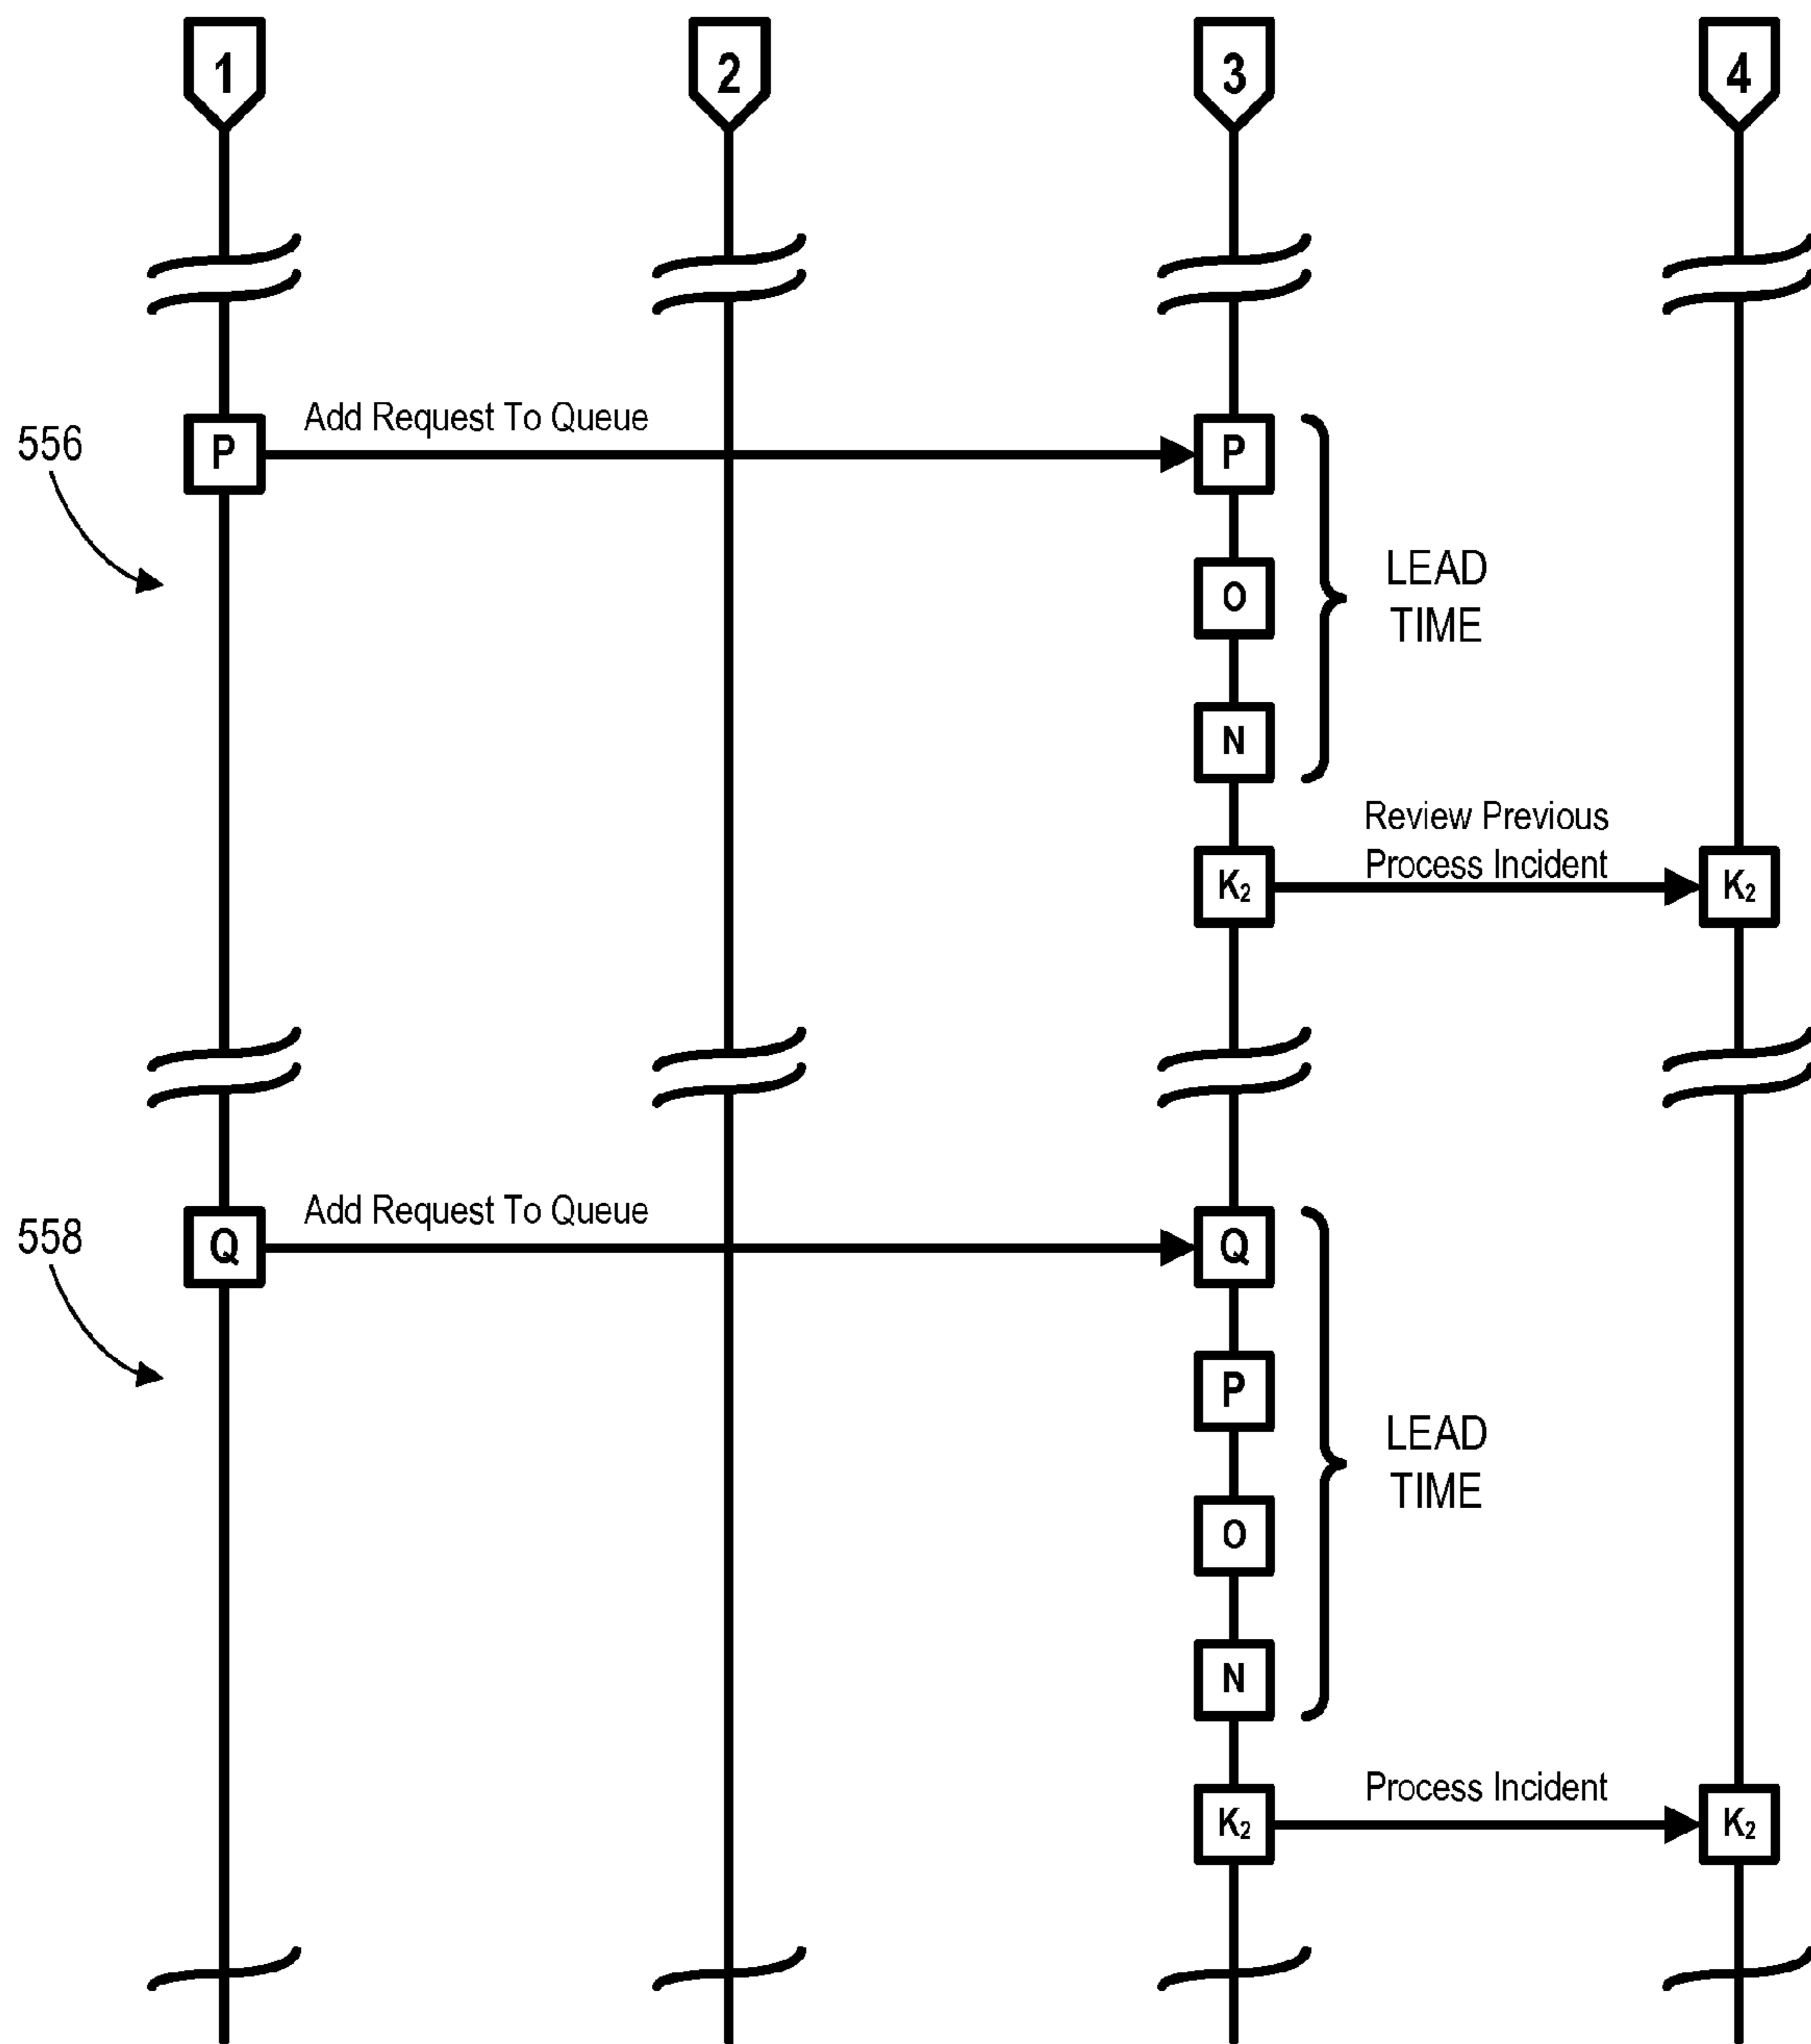 1
2
3
4
556
P
Add Request To Queue
P
O
N
LEAD
TIME
K₂
Review Previous
Process Incident
K₂
558
Q
Add Request To Queue
Q
P
O
N
LEAD
TIME
K₂
Process Incident
K₂